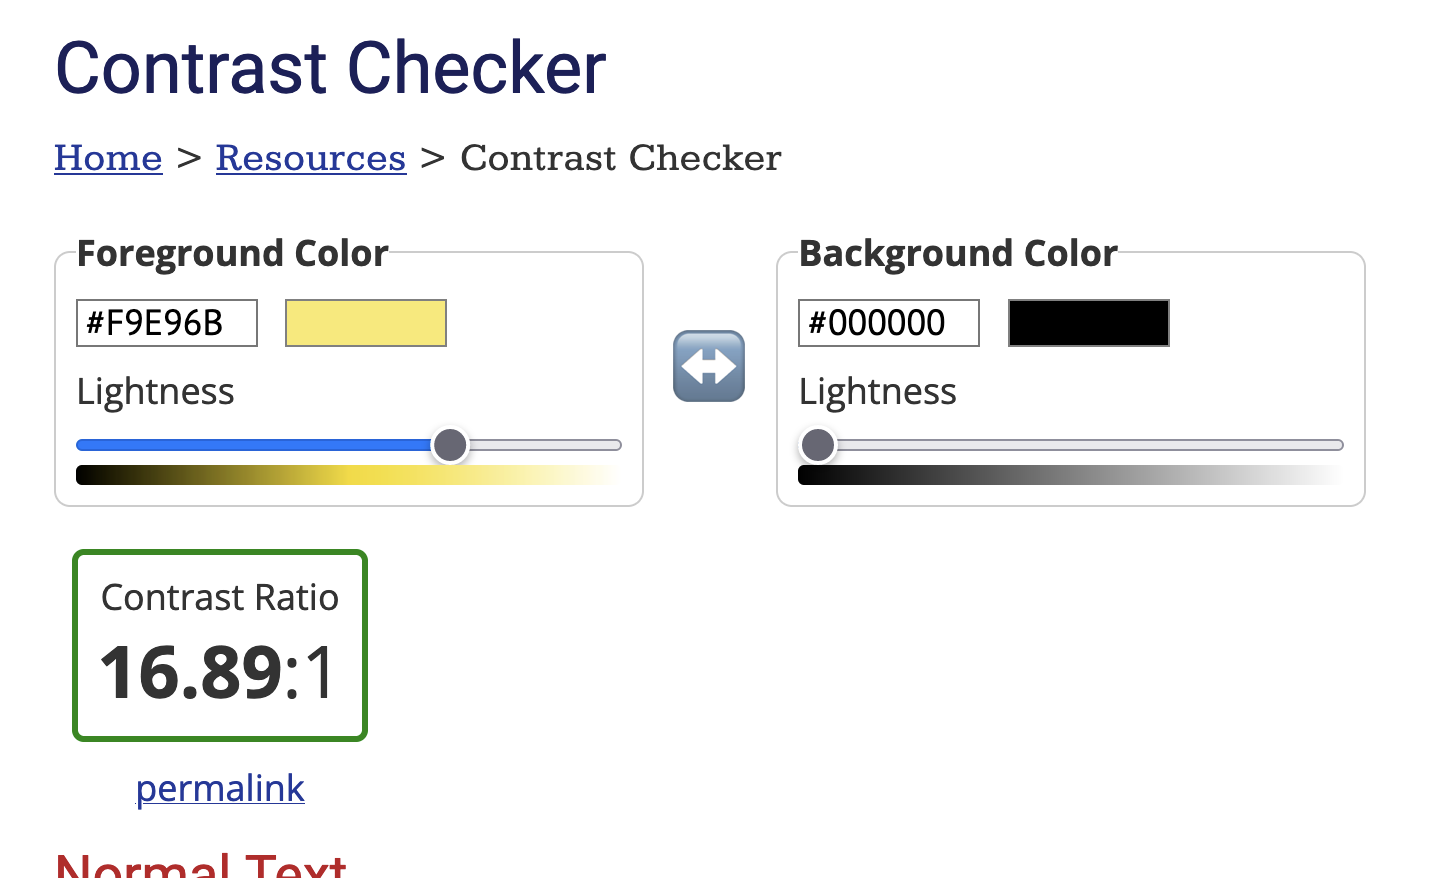 Contrast Checker
Home > Resources > Contrast Checker
Foreground Color
#F9E96B
Lightness
Background Color
#000000
Lightness
Contrast Ratio
16.89:1
permalink
Normal Text